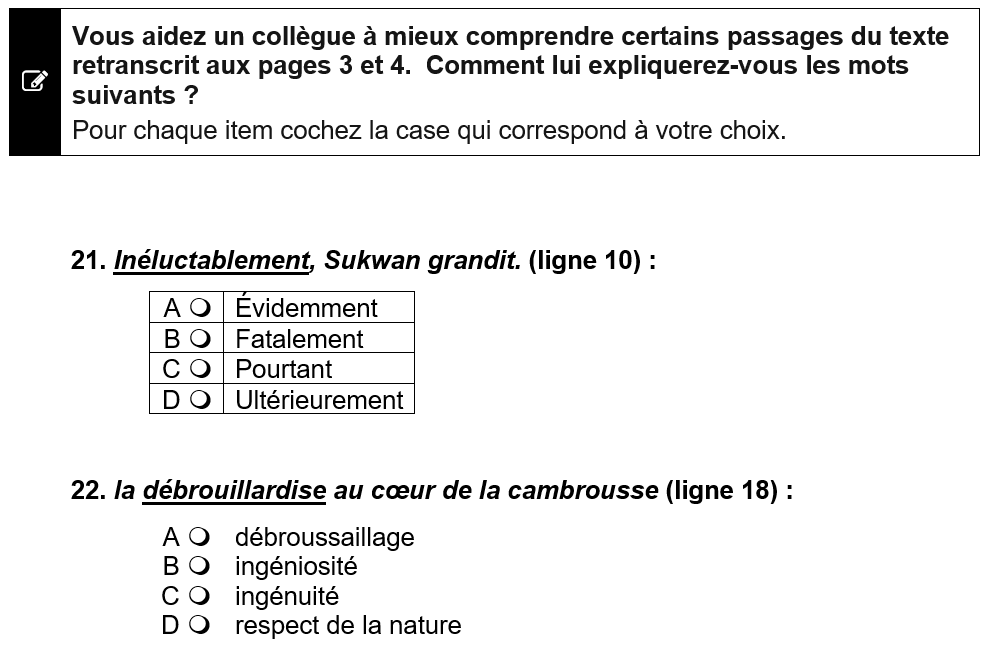 Vous aidez un collègue à mieux comprendre certains passages du texte
retranscrit aux pages 3 et 4.  Comment lui expliquerez-vous les mots
suivants ?
Pour chaque item cochez la case qui correspond à votre choix.
21. Inéluctablement, Sukwan grandit. (ligne 10) :
A Évidemment
B Fatalement
C Pourtant
D Ultérieurement
22. la débrouillardise au cœur de la cambrousse (ligne 18) :
A débroussaillage
B ingéniosité
C ingénuité
D respect de la nature